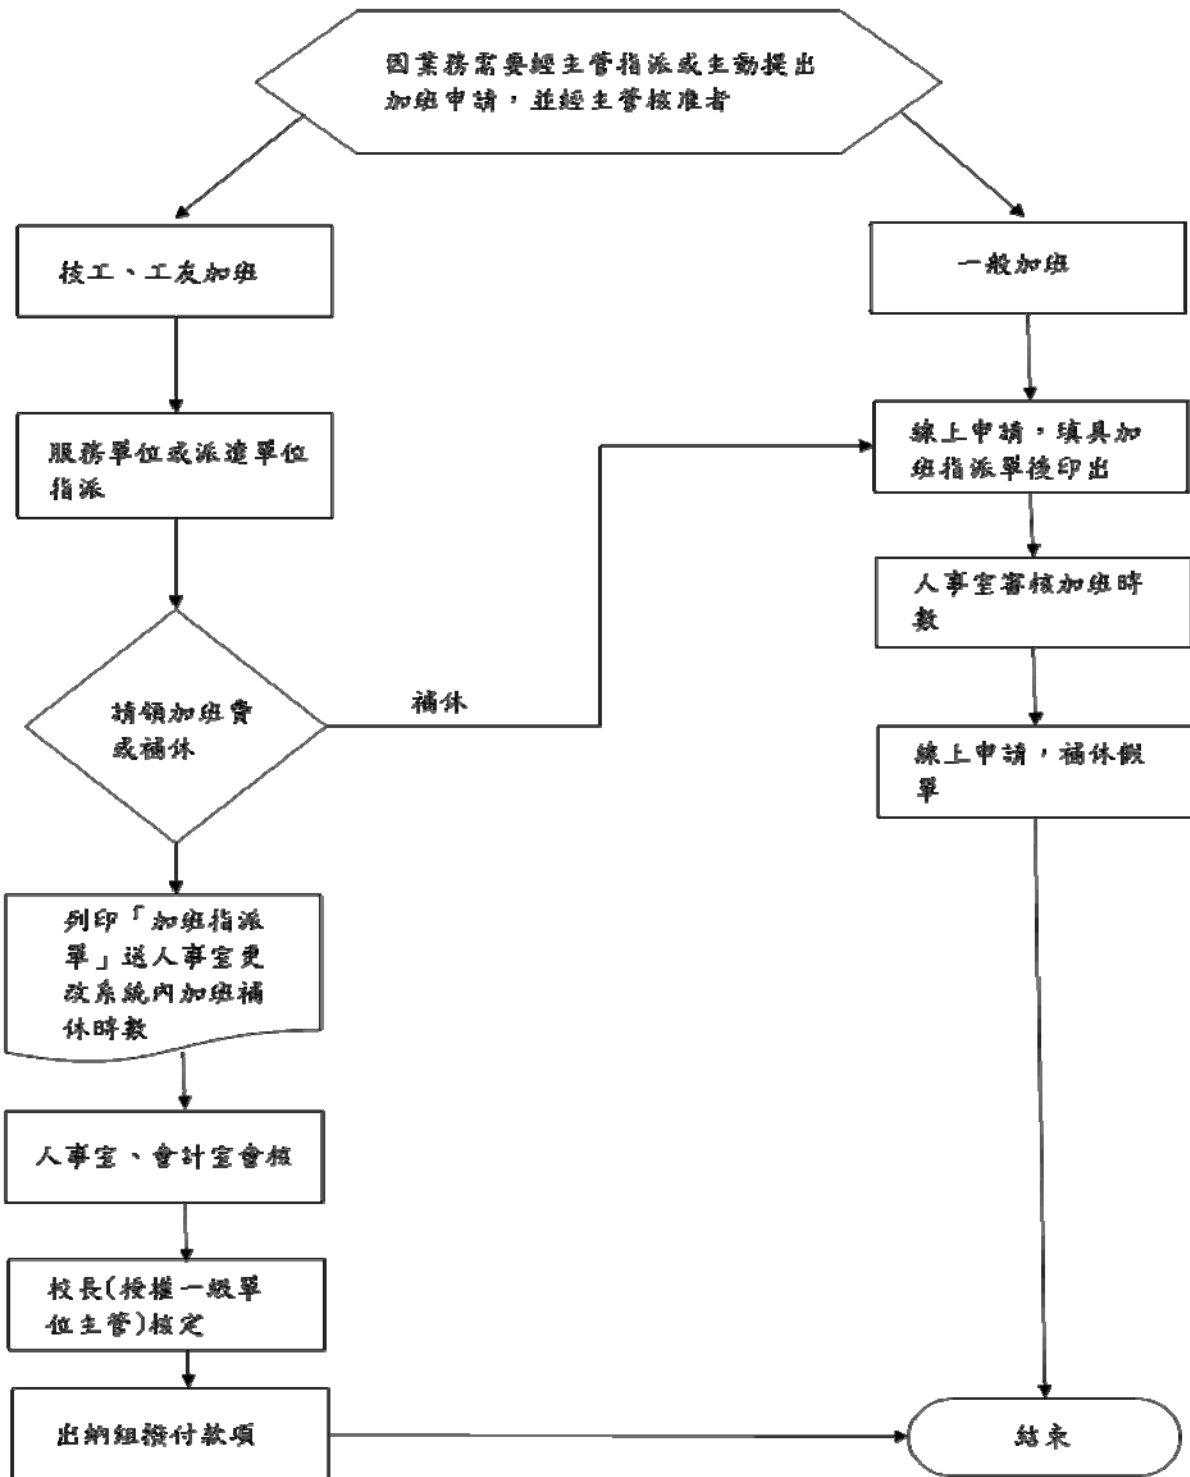 因業務需要經主管指派或主動提出
加班申請，並經主管核准者
技工、工友加班
一般加班
服務單位或派遣單位
指派
線上申請，填具加
班指派單後印出
人事室審核加班時
數
補休
請領加班費
或補休
線上申請，補休假
單
列印「加班指派
單」送人事室更
改系統內加班補
休時數
人事室、會計室會核
校長(授權一級單
位主管)核定
出納組撥付款項
結束